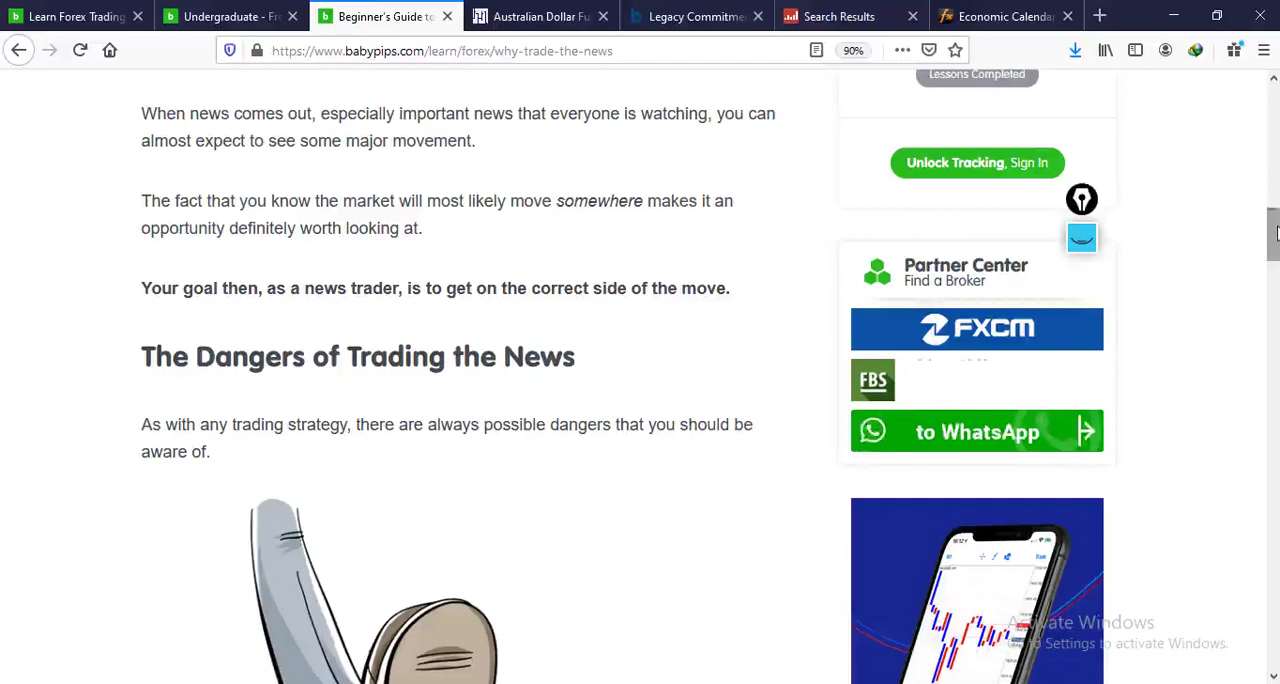 Learn Forex Trading
Undergraduate - Fre
Beginner's Guide to
Australian Dollar Fu
Legacy Commitme
Search Results
Economic Calenda
https://www.babypips.com/learn/forex/why-trade-the-news
90%
Lessons Completed
When news comes out, especially important news that everyone is watching, you can
almost expect to see some major movement.
Unlock Tracking, Sign In
The fact that you know the market will most likely move somewhere makes it an
opportunity definitely worth looking at.
Partner Center
Find a Broker
Your goal then, as a news trader, is to get on the correct side of the move.
FXCM
The Dangers of Trading the News
FBS
As with any trading strategy, there are always possible dangers that you should be
aware of.
to WhatsApp
Trade
Activate Windows
Go to Settings to activate Windows.